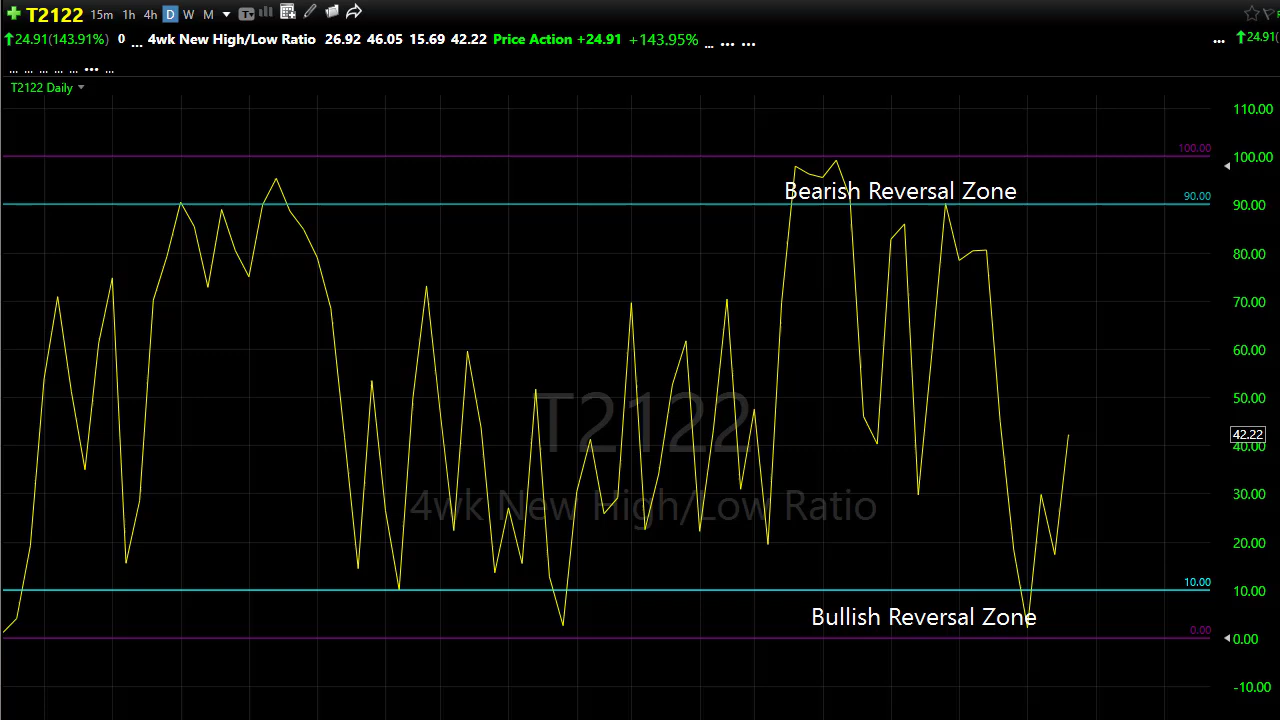 T2122 15m 1h 4h D W M
24.91(143.91%) 0 ... 4wk New High/Low Ratio 26.92 46.05 15.69 42.22 Price Action +24.91 +143.95% ... ... ... ... 24.91(
... ... ... ... ... ... ...
T2122 Daily
110.00
100.00 100.00
Bearish Reversal Zone
90.00 90.00
80.00
70.00
60.00
50.00
T2122
42.22
40.00
30.00
4wk New High/Low Ratio
20.00
10.00 10.00
Bullish Reversal Zone
0.00 0.00
-10.00